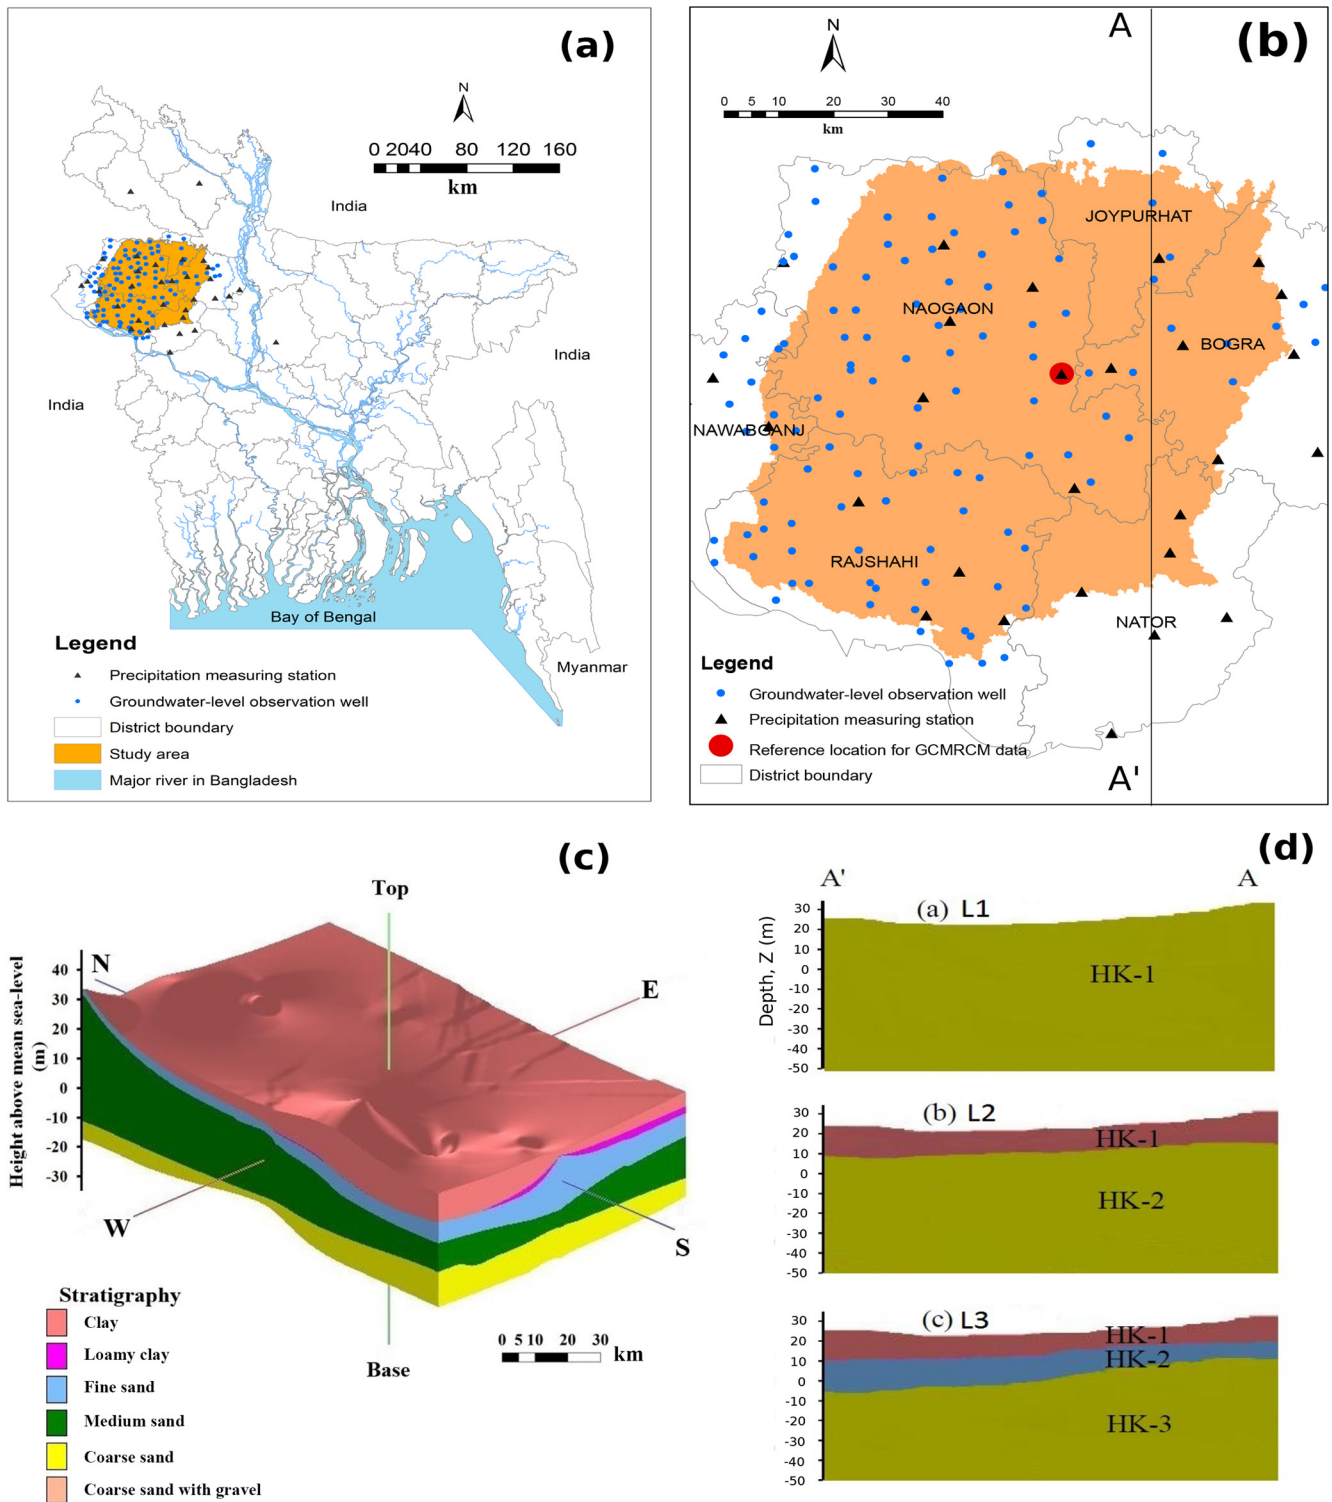 (a)
N
0 2040 80 120 160
km
India
India
India
Bay of Bengal
Myanmar
Legend
Precipitation measuring station
Groundwater-level observation well
District boundary
Study area
Major river in Bangladesh
(b)
A
N
0 5 10 20 30 40
km
JOYPURHAT
NAOGAON
BOGRA
NAWABGANJ
RAJSHAHI
NATOR
Legend
Groundwater-level observation well
Precipitation measuring station
Reference location for GCMRCM data
District boundary
A'
(c)
Top
N
E
Height above mean sea-level
(m)
40
30
20
10
0
-10
-20
-30
W
S
Base
Stratigraphy
Clay
Loamy clay
Fine sand
Medium sand
Coarse sand
Coarse sand with gravel
0 5 10 20 30 km
(d)
A' A
Depth, Z (m)
(a) L1
30
20
10
0
-10
-20
-30
-40
-50
HK-1
(b) L2
30
20
10
0
-10
-20
-30
-40
-50
HK-1
HK-2
(c) L3
30
20
10
0
-10
-20
-30
-40
-50
HK-1
HK-2
HK-3